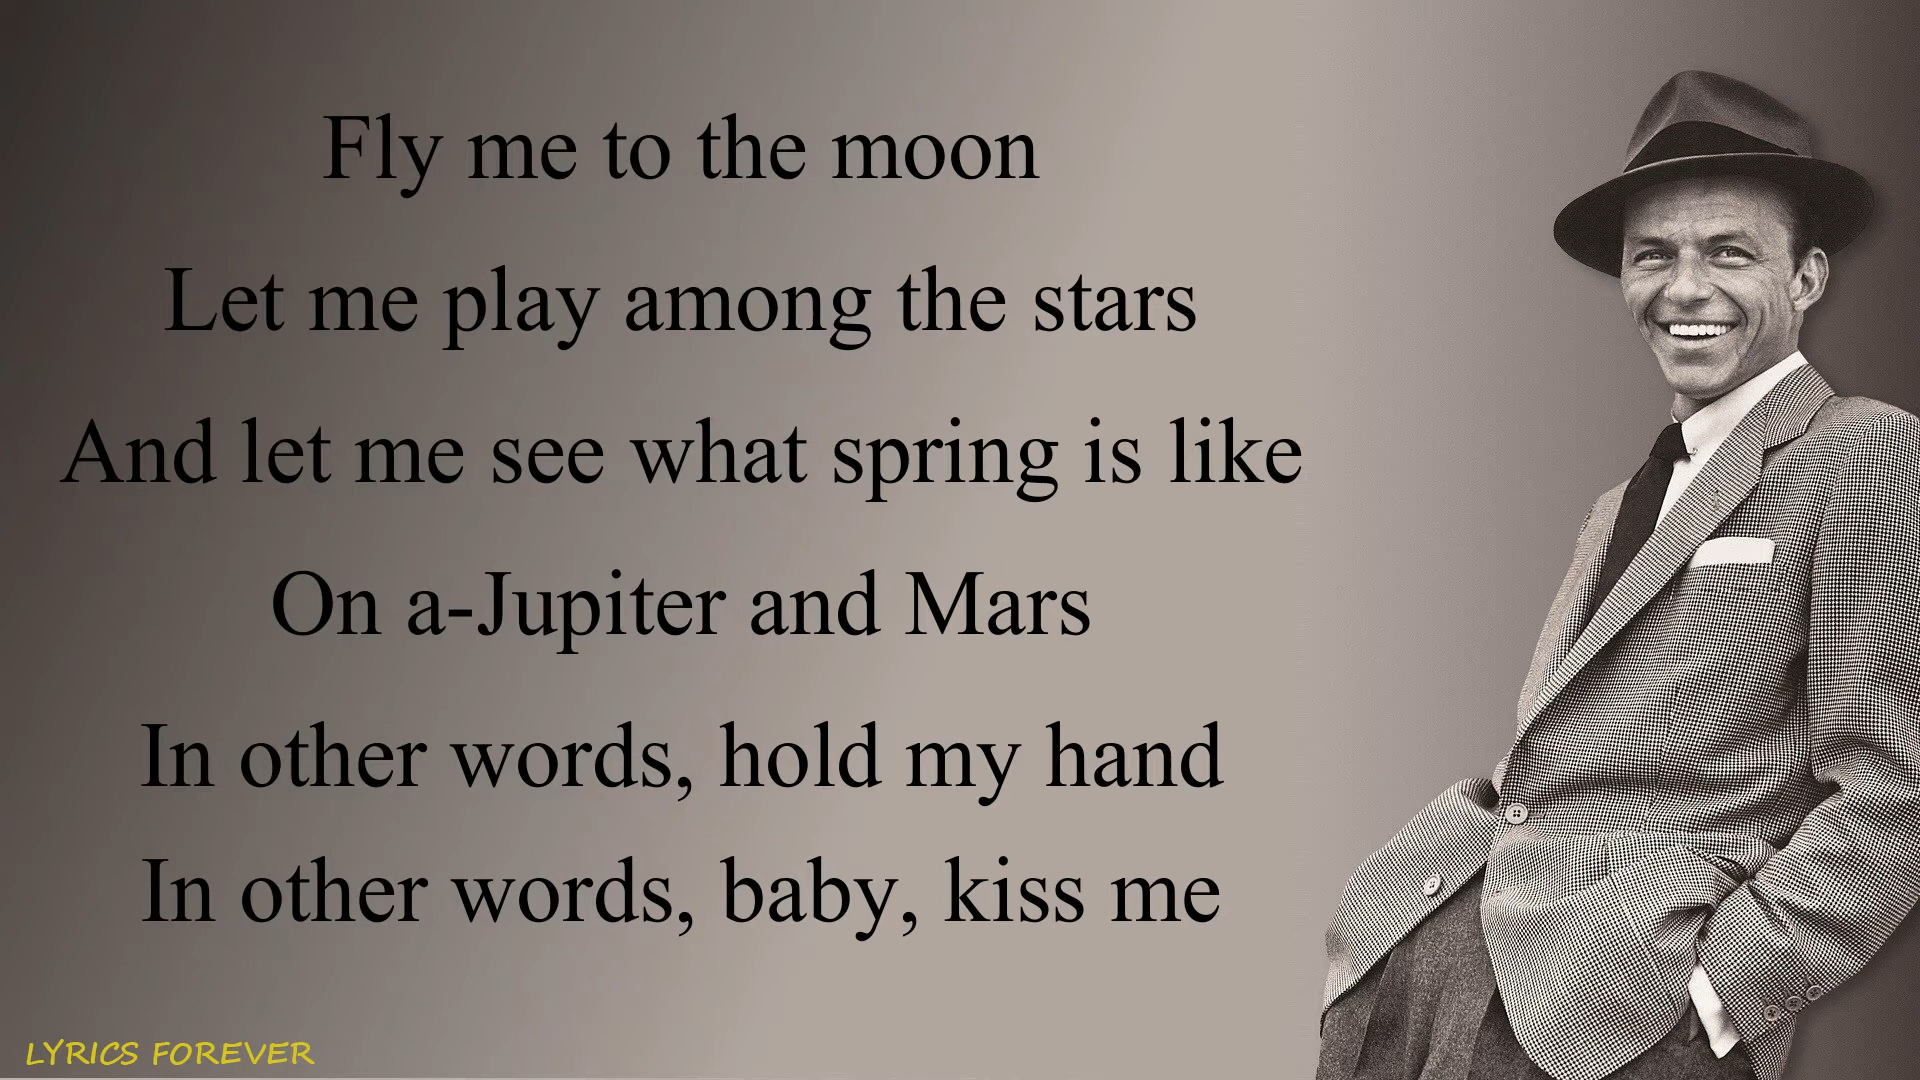 Fly me to the moon
Let me play among the stars
And let me see what spring is like
On a-Jupiter and Mars
In other words, hold my hand
In other words, baby, kiss me
LYRICS FOREVER